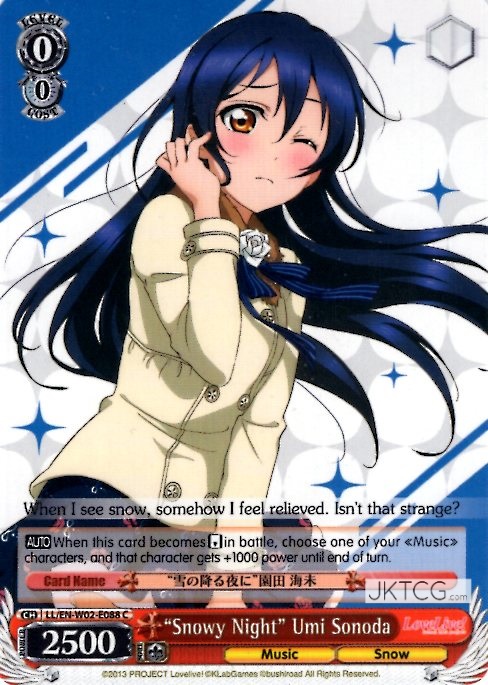 LEVEL
0
0
COST
When I see snow, somehow I feel relieved. Isn't that strange?
AUTO When this card becomes in battle, choose one of your «Music»
characters, and that character gets +1000 power until end of turn.
Card Name "雪の降る夜に"園田 海未
JKTCG.com
CH LL/EN-W02-E088 C
POWER 2500 SOUL "Snowy Night" Umi Sonoda LoveLive!
Music Snow
©2013 PROJECT Lovelive! ©KLabGames ©bushiroad All Rights Reserved.